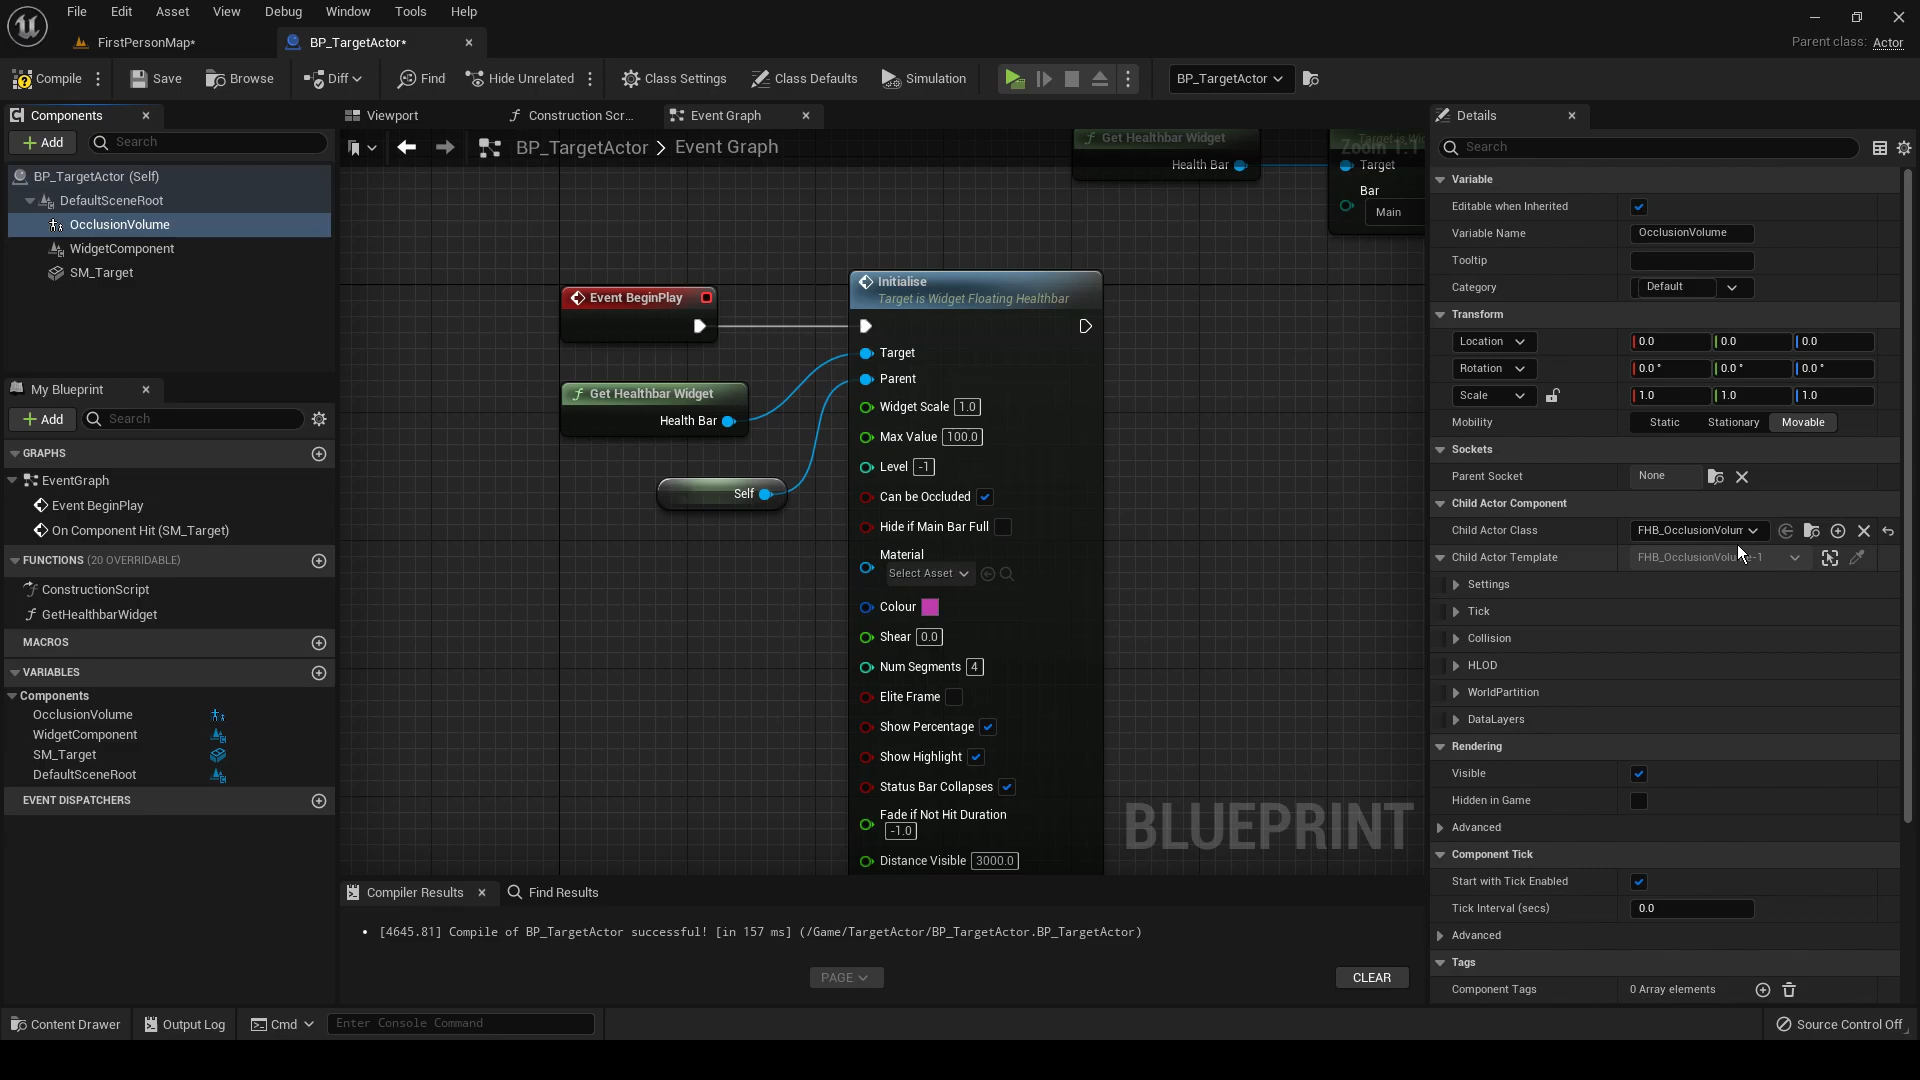 File Edit Asset View Debug Window Tools Help
FirstPersonMap*
BP_TargetActor*
Parent class: Actor
Compile
Save
Browse
Diff
Find
Hide Unrelated
Class Settings
Class Defaults
Simulation
BP_TargetActor
Components
Add
Search
BP_TargetActor (Self)
DefaultSceneRoot
OcclusionVolume
WidgetComponent
SM_Target
My Blueprint
Add
Search
GRAPHS
EventGraph
Event BeginPlay
On Component Hit (SM_Target)
FUNCTIONS (20 OVERRIDABLE)
ConstructionScript
GetHealthbarWidget
MACROS
VARIABLES
Components
OcclusionVolume
WidgetComponent
SM_Target
DefaultSceneRoot
EVENT DISPATCHERS
Viewport
Construction Scr...
Event Graph
BP_TargetActor > Event Graph
Zoom 1:1
Get Healthbar Widget
Health Bar
Target is Wid
Target
Bar
Main
Event BeginPlay
Get Healthbar Widget
Health Bar
Self
Initialise
Target is Widget Floating Healthbar
Target
Parent
Widget Scale 1.0
Max Value 100.0
Level -1
Can be Occluded
Hide if Main Bar Full
Material
Select Asset
Colour
Shear 0.0
Num Segments 4
Elite Frame
Show Percentage
Show Highlight
Status Bar Collapses
Fade if Not Hit Duration
-1.0
Distance Visible 3000.0
BLUEPRINT
Compiler Results
Find Results
[4645.81] Compile of BP_TargetActor successful! [in 157 ms] (/Game/TargetActor/BP_TargetActor.BP_TargetActor)
PAGE
CLEAR
Details
Search
Variable
Editable when Inherited
Variable Name OcclusionVolume
Tooltip
Category Default
Transform
Location 0.0 0.0 0.0
Rotation 0.0 ° 0.0 ° 0.0 °
Scale 1.0 1.0 1.0
Mobility Static Stationary Movable
Sockets
Parent Socket None
Child Actor Component
Child Actor Class FHB_OcclusionVolum
Child Actor Template
Settings
Tick
Collision
HLOD
WorldPartition
DataLayers
Rendering
Visible
Hidden in Game
Advanced
Component Tick
Start with Tick Enabled
Tick Interval (secs) 0.0
Advanced
Tags
Component Tags 0 Array elements
Content Drawer
Output Log
Cmd
Enter Console Command
Source Control Off